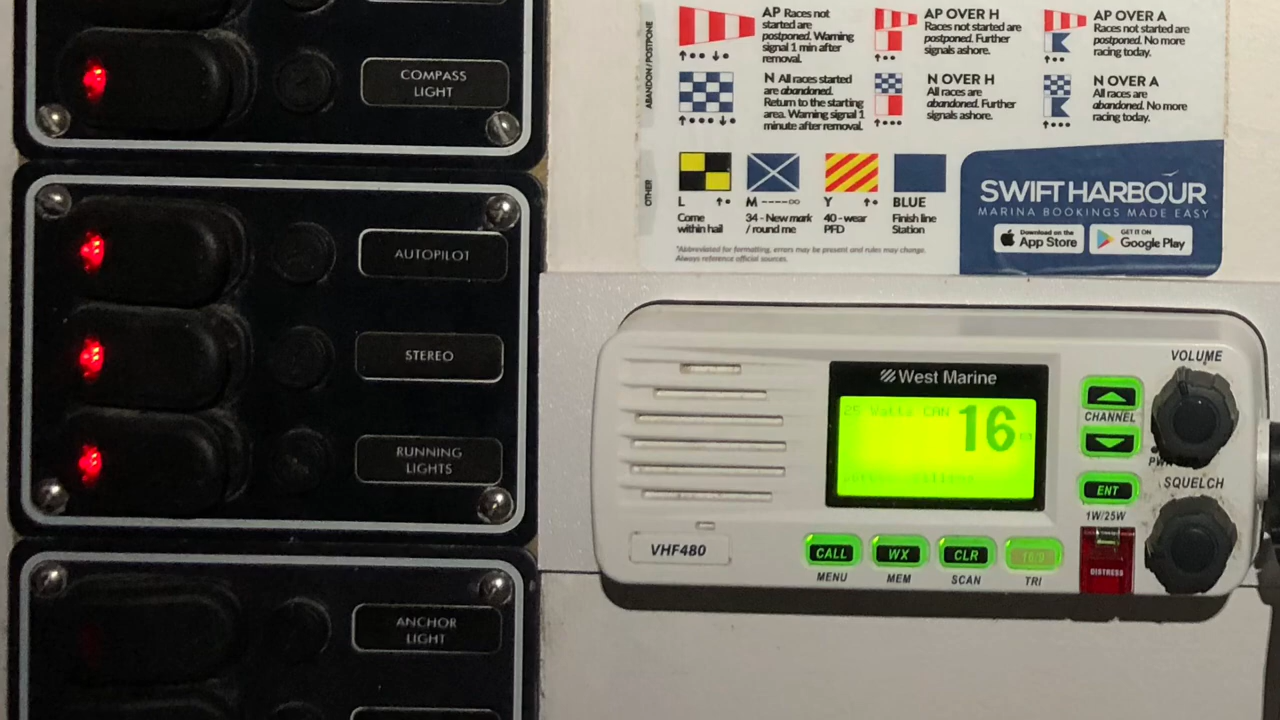 COMPASS
LIGHT
AUTOPILOT
STEREO
RUNNING
LIGHTS
ANCHOR
LIGHT
ABANDON / POSTPONE
AP Races not
started are
postponed. Warning
signal 1 min after
removal.
AP OVER H
Races not started are
postponed. Further
signals ashore.
AP OVER A
Races not started are
postponed. No more
racing today.
N All races started
are abandoned.
Return to the starting
area. Warning signal 1
minute after removal.
N OVER H
All races are
abandoned. Further
signals ashore.
N OVER A
All races are
abandoned. No more
racing today.
OTHER
L
Come
within hail
M
34 - New mark
/ round me
Y
40 - wear
PFD
BLUE
Finish line
Station
*Abbreviated for formatting, errors may be present and rules may change.
Always reference official sources.
SWIFT HARBOUR
MARINA BOOKINGS MADE EASY
Download on the
App Store
GET IT ON
Google Play
West Marine
25 Watts CAN 16
VOLUME
CHANNEL
SQUELCH
ENT
1W/25W
DISTRESS
VHF480
CALL
MENU
WX
MEM
CLR
SCAN
16/9
TRI